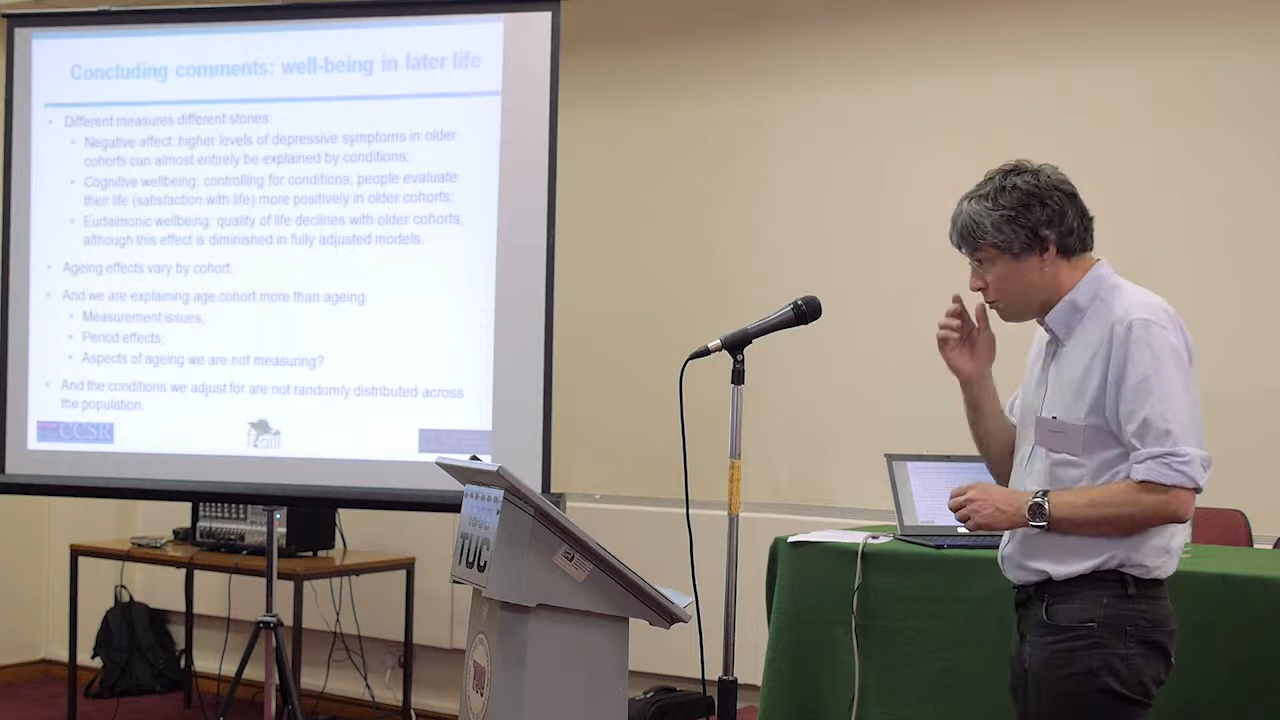 Concluding comments: well-being in later life
• Different measures different stories:
• Negative affect: higher levels of depressive symptoms in older
cohorts can almost entirely be explained by conditions;
• Cognitive wellbeing: controlling for conditions, people evaluate
their life (satisfaction with life) more positively in older cohorts;
• Eudaimonic wellbeing: quality of life declines with older cohorts,
although this effect is diminished in fully adjusted models.
• Ageing effects vary by cohort.
• And we are explaining age cohort more than ageing:
• Measurement issues;
• Period effects;
• Aspects of ageing we are not measuring?
• And the conditions we adjust for are not randomly distributed across
the population.
CCSR
TUC
TUC